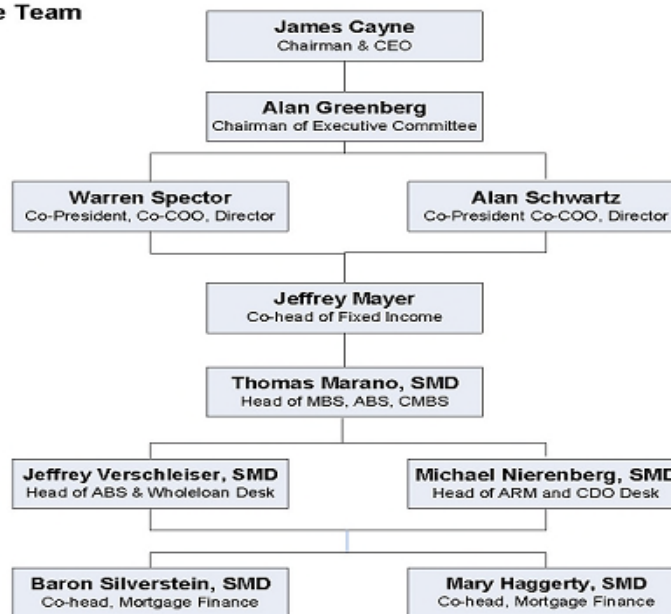 e Team
James Cayne
Chairman & CEO
Alan Greenberg
Chairman of Executive Committee
Warren Spector
Co-President, Co-COO, Director
Alan Schwartz
Co-President Co-COO, Director
Jeffrey Mayer
Co-head of Fixed Income
Thomas Marano, SMD
Head of MBS, ABS, CMBS
Jeffrey Verschleiser, SMD
Head of ABS & Wholeloan Desk
Michael Nierenberg, SMD
Head of ARM and CDO Desk
Baron Silverstein, SMD
Co-head, Mortgage Finance
Mary Haggerty, SMD
Co-head, Mortgage Finance